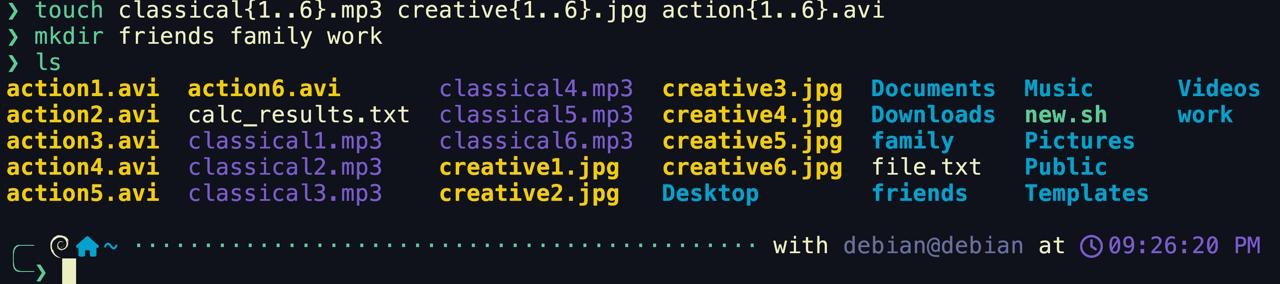 ❯ touch classical{1..6}.mp3 creative{1..6}.jpg action{1..6}.avi
❯ mkdir friends family work
❯ ls
action1.avi  action6.avi       classical4.mp3  creative3.jpg  Documents  Music      Videos
action2.avi  calc_results.txt  classical5.mp3  creative4.jpg  Downloads  new.sh     work
action3.avi  classical1.mp3    classical6.mp3  creative5.jpg  family     Pictures
action4.avi  classical2.mp3    creative1.jpg   creative6.jpg  file.txt   Public
action5.avi  classical3.mp3    creative2.jpg   Desktop        friends    Templates
~ ·············································· with debian@debian at 09:26:20 PM
❯